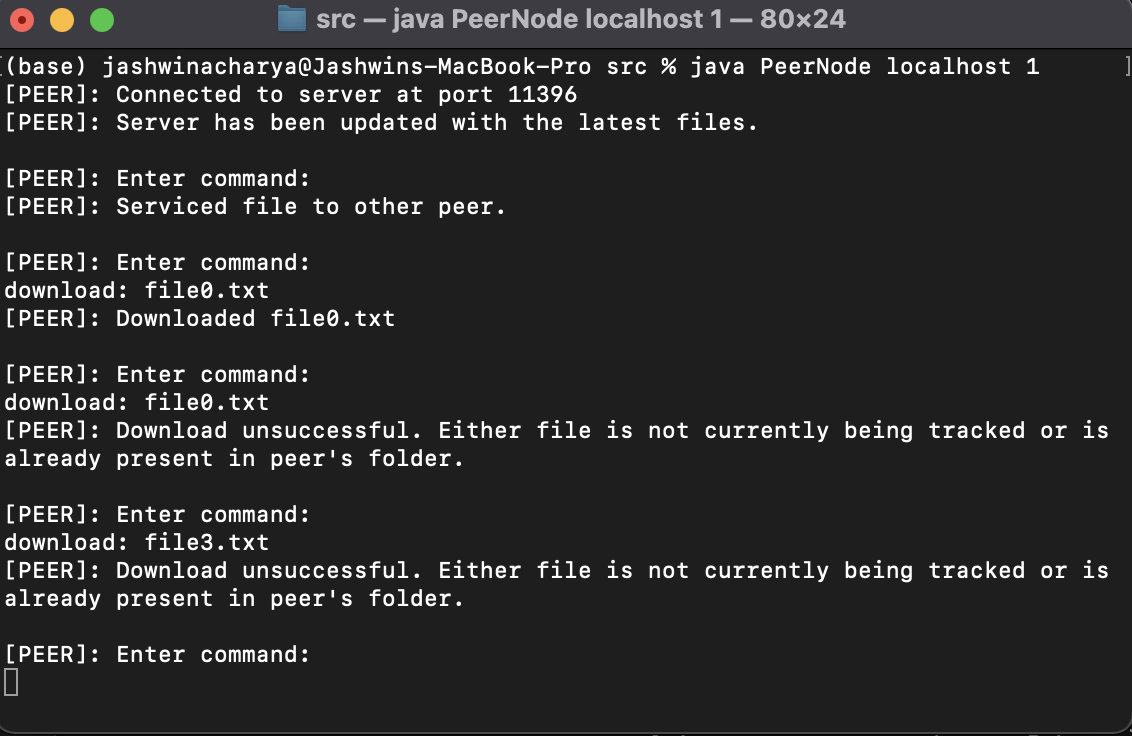 src — java PeerNode localhost 1 — 80×24
[(base) jashwinacharya@Jashwins-MacBook-Pro src % java PeerNode localhost 1 ]
[PEER]: Connected to server at port 11396
[PEER]: Server has been updated with the latest files.
[PEER]: Enter command:
[PEER]: Serviced file to other peer.
[PEER]: Enter command:
download: file0.txt
[PEER]: Downloaded file0.txt
[PEER]: Enter command:
download: file0.txt
[PEER]: Download unsuccessful. Either file is not currently being tracked or is
already present in peer's folder.
[PEER]: Enter command:
download: file3.txt
[PEER]: Download unsuccessful. Either file is not currently being tracked or is
already present in peer's folder.
[PEER]: Enter command: